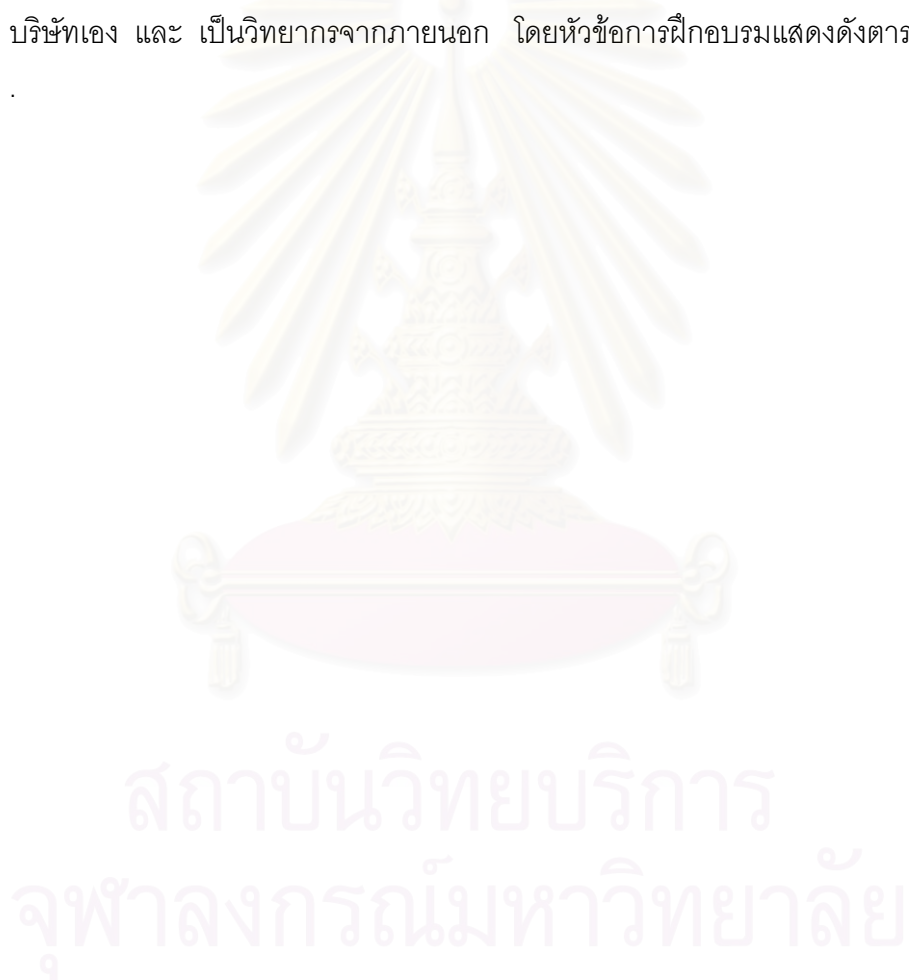 บริษัทเอง และ เป็นวิทยากรจากภายนอก โดยหัวข้อการฝึกอบรมแสดงดังตาร
.
สถาบันวิทยบริการ
จุฬาลงกรณ์มหาวิทยาลัย